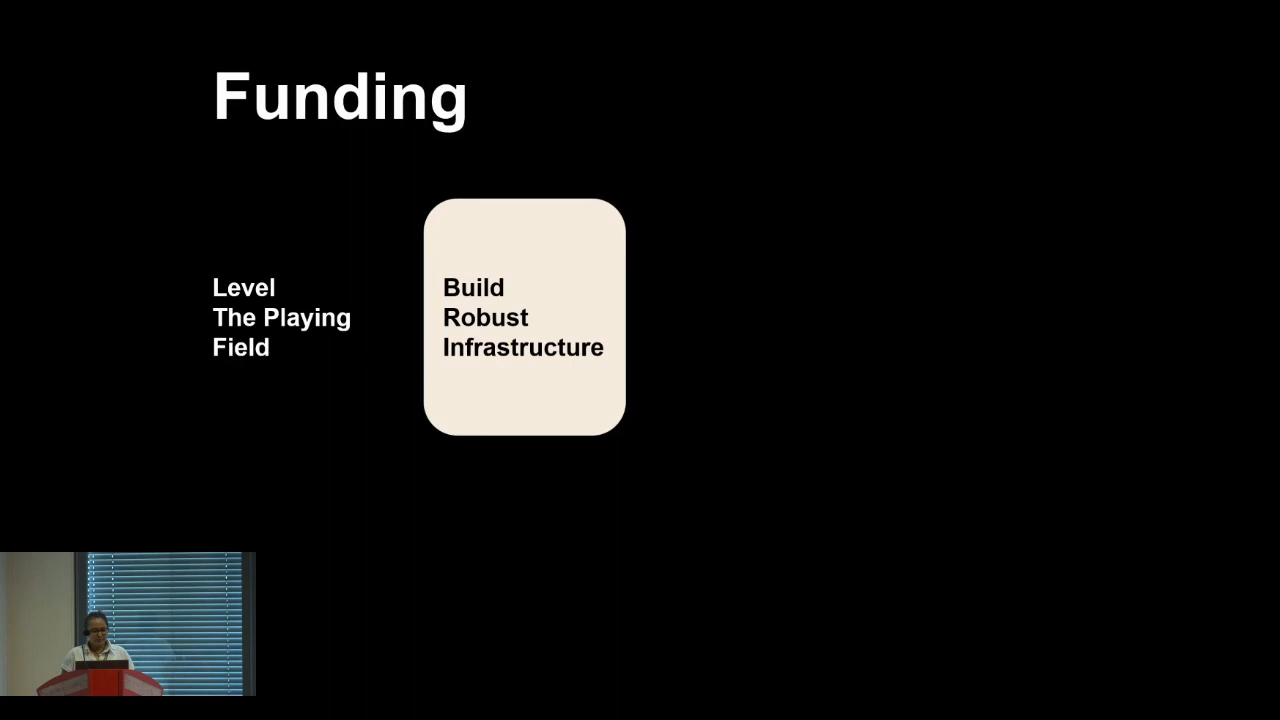 Funding
Level
The Playing
Field
Build
Robust
Infrastructure